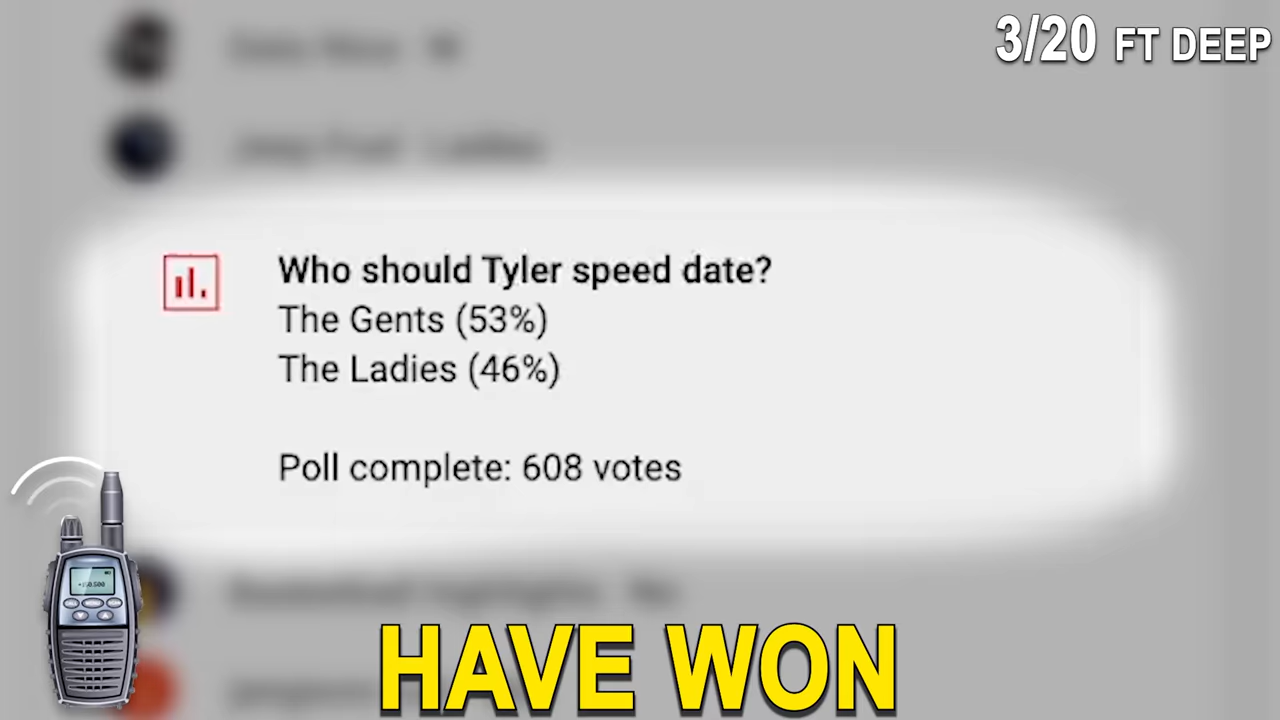 3/20 FT DEEP
Who should Tyler speed date?
The Gents (53%)
The Ladies (46%)
Poll complete: 608 votes
HAVE WON